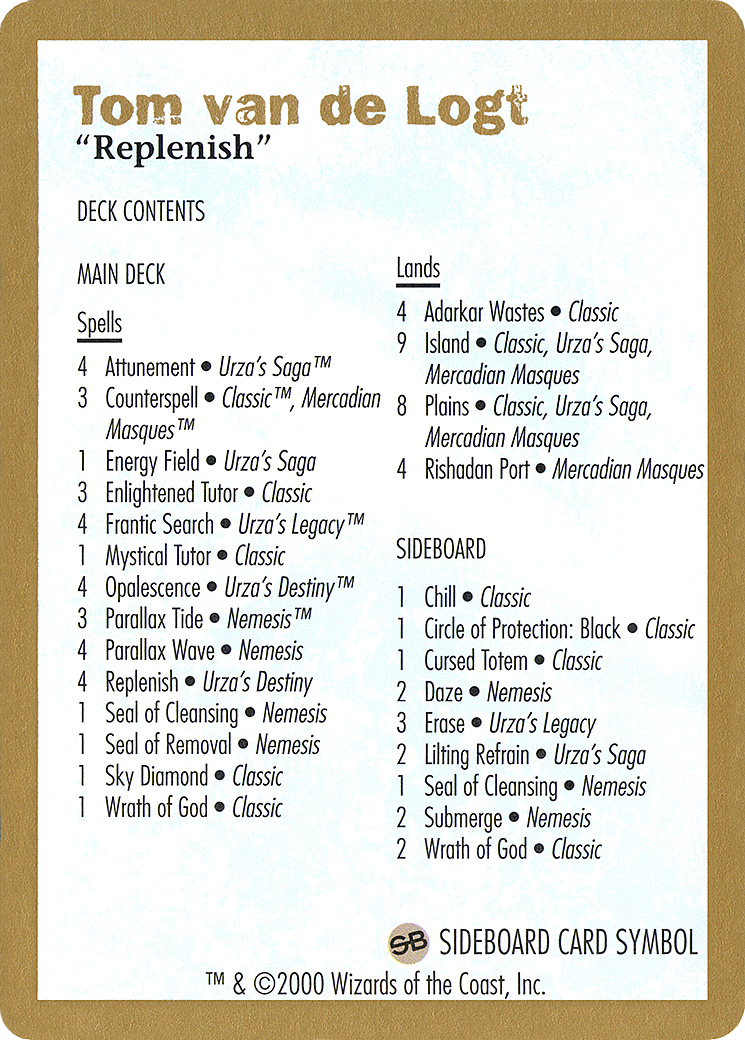 Tom van de Logt
“Replenish”
DECK CONTENTS
MAIN DECK
Spells
4 Attunement • Urza’s Saga™
3 Counterspell • Classic™, Mercadian
Masques™
1 Energy Field • Urza’s Saga
3 Enlightened Tutor • Classic
4 Frantic Search • Urza’s Legacy™
1 Mystical Tutor • Classic
4 Opalescence • Urza’s Destiny™
3 Parallax Tide • Nemesis™
4 Parallax Wave • Nemesis
4 Replenish • Urza’s Destiny
1 Seal of Cleansing • Nemesis
1 Seal of Removal • Nemesis
1 Sky Diamond • Classic
1 Wrath of God • Classic
Lands
4 Adarkar Wastes • Classic
9 Island • Classic, Urza’s Saga,
Mercadian Masques
8 Plains • Classic, Urza’s Saga,
Mercadian Masques
4 Rishadan Port • Mercadian Masques
SIDEBOARD
1 Chill • Classic
1 Circle of Protection: Black • Classic
1 Cursed Totem • Classic
2 Daze • Nemesis
3 Erase • Urza’s Legacy
2 Lilting Refrain • Urza’s Saga
1 Seal of Cleansing • Nemesis
2 Submerge • Nemesis
2 Wrath of God • Classic
SB SIDEBOARD CARD SYMBOL
™ & ©2000 Wizards of the Coast, Inc.